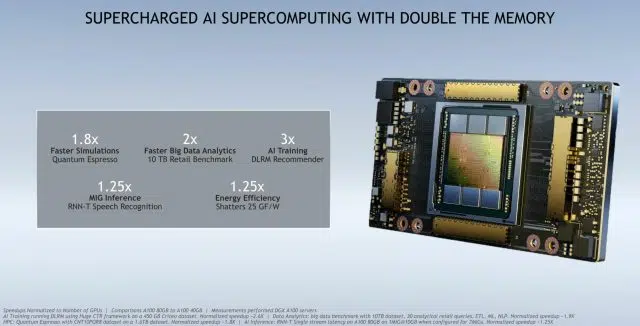 SUPERCHARGED AI SUPERCOMPUTING WITH DOUBLE THE MEMORY
1.8x
Faster Simulations
Quantum Espresso
2x
Faster Big Data Analytics
10 TB Retail Benchmark
3x
AI Training
DLRM Recommender
1.25x
MIG Inference
RNN-T Speech Recognition
1.25x
Energy Efficiency
Shatters 25 GF/W
Speedups Normalized to Number of GPUs | Comparisons A100 80GB to A100 40GB | Measurements performed DGX A100 servers
AI Training running DLRM using Huge CTR framework on a 450 GB Criteo dataset. Normalized speedup ~2.6X | Data Analytics: big data benchmark with 10TB dataset, 30 analytical retail queries, ETL, ML, NLP. Normalized speedup ~1.9X
HPC: Quantum Espresso with CNT10POR8 dataset on a 1.6TB dataset. Normalized speedup ~1.8X | AI Inference: RNN-T Single stream latency on A100 80GB on 1MIG@10GB when configured for 7MIGs. Normalized speedup ~1.25X